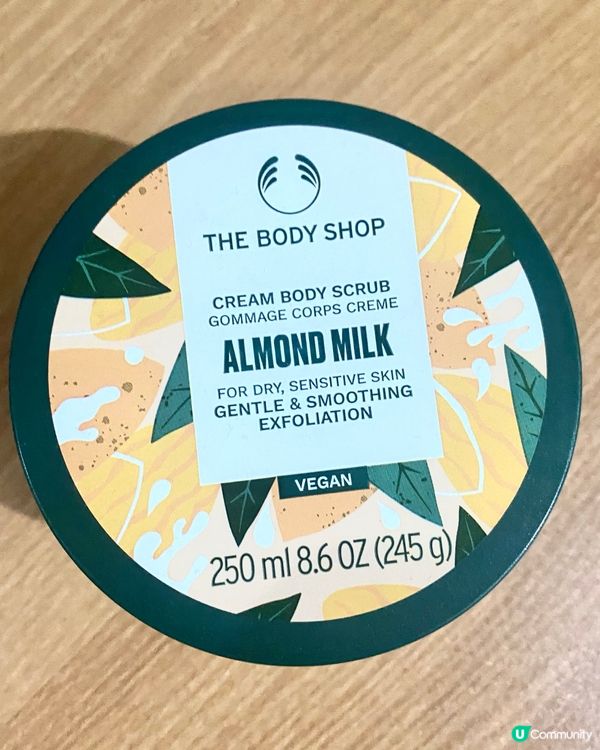 THE BODY SHOP
CREAM BODY SCRUB
GOMMAGE CORPS CREME
ALMOND MILK
FOR DRY, SENSITIVE SKIN
GENTLE & SMOOTHING
EXFOLIATION
VEGAN
250 ml 8.6 OZ (245 g)
U Community